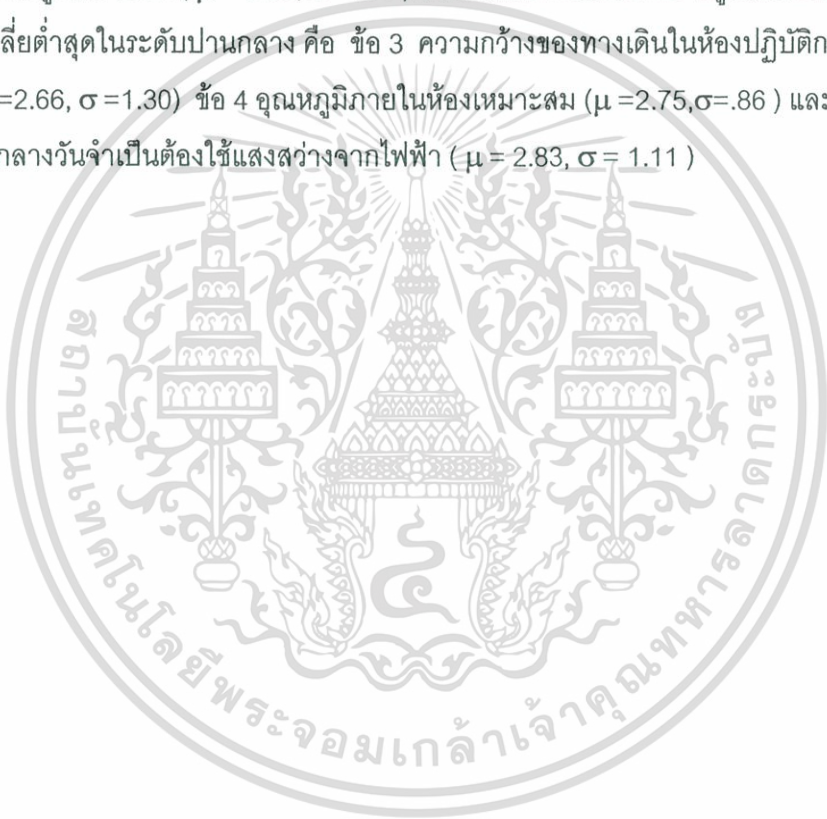 ลี่ยต่ำสุดในระดับปานกลาง คือ ข้อ 3 ความกว้างของทางเดินในห้องปฏิบัติก
=2.66, σ =1.30) ข้อ 4 อุณหภูมิภายในห้องเหมาะสม (μ =2.75,σ=.86 ) และ
กลางวันจำเป็นต้องใช้แสงสว่างจากไฟฟ้า ( μ = 2.83, σ = 1.11 )
สถาบันเทคโนโลยีพระจอมเกล้าเจ้าคุณทหารลาดกระบัง